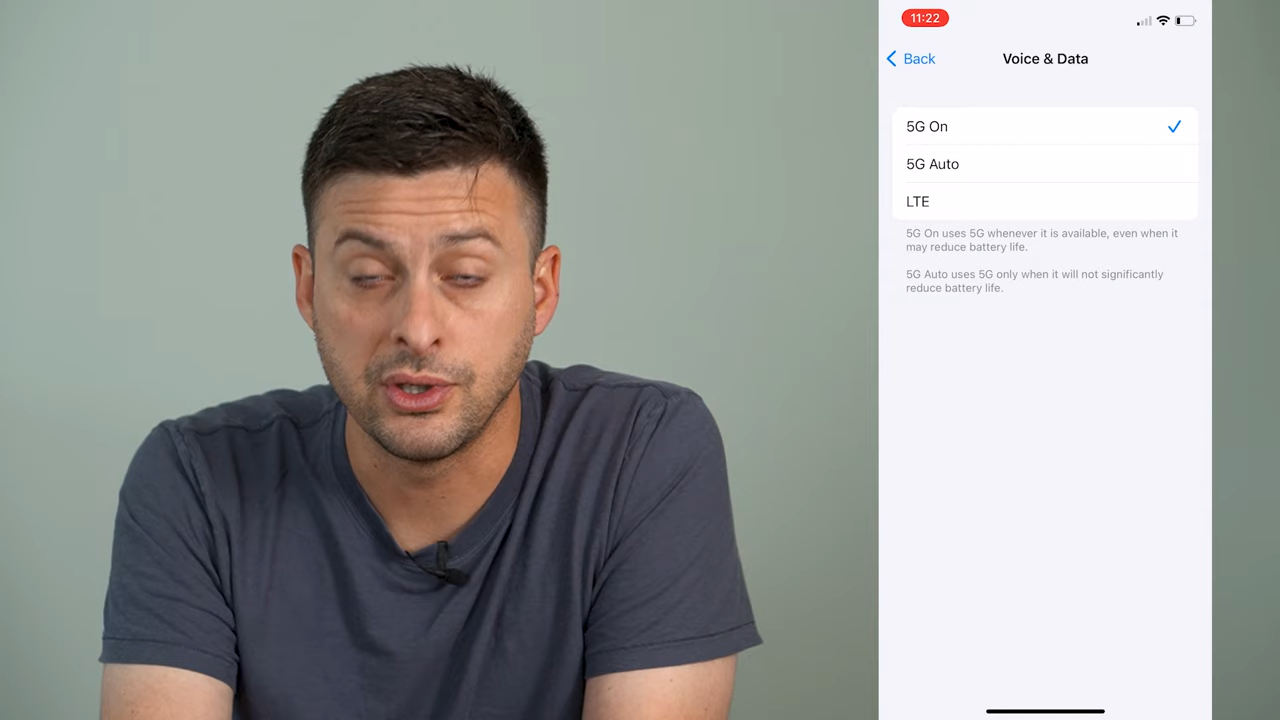 11:22
Back
Voice & Data
5G On
5G Auto
LTE
5G On uses 5G whenever it is available, even when it
may reduce battery life.
5G Auto uses 5G only when it will not significantly
reduce battery life.